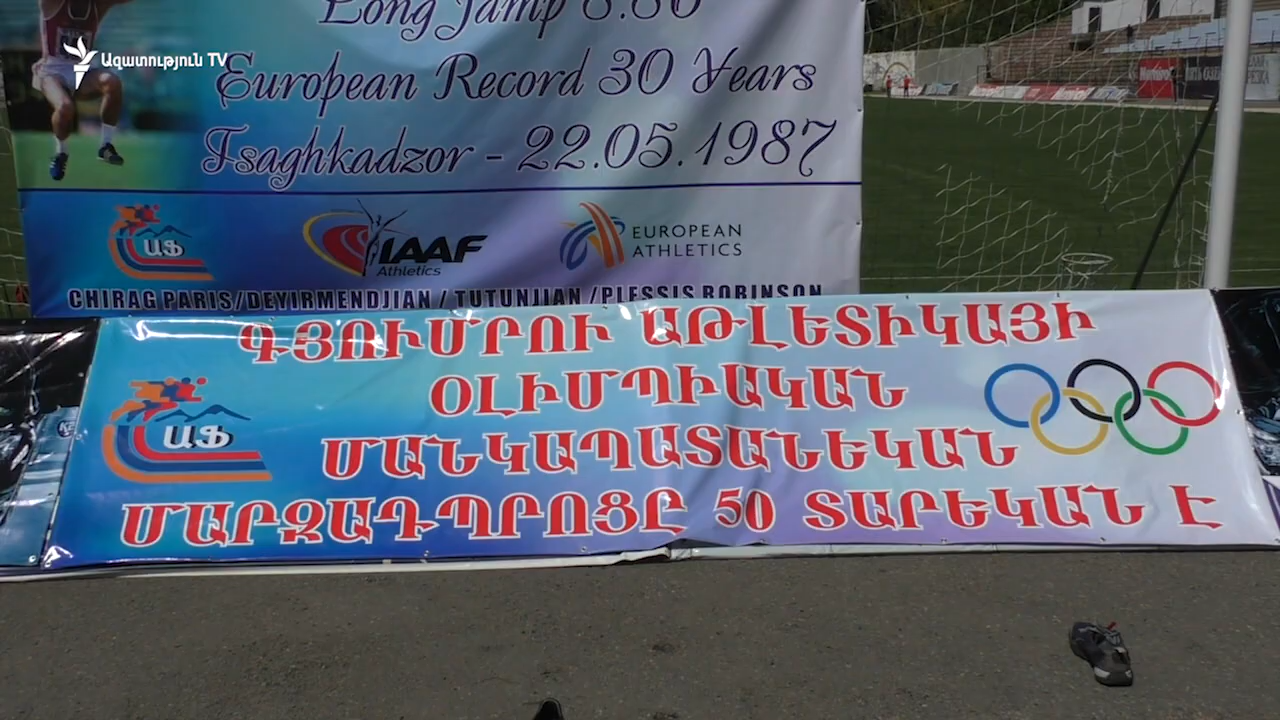 Ազատություն TV
Long Jamp 8.86
European Record 30 Years
Tsaghkadzor - 22.05.1987
ԱՖ
IAAF
Athletics
EUROPEAN
ATHLETICS
CHIRAG PARIS/DEYIRMENDJIAN / TUTUNJIAN /PLESSIS ROBINSON
ԳՅՈՒՄՐՈՒ ԱԹԼԵՏԻԿԱՅԻ
ՕԼԻՄՊԻԱԿԱՆ
ՄԱՆԿԱՊԱՏԱՆԵԿԱՆ
ՄԱՐԶԱԴՊՐՈՑԸ 50 ՏԱՐԵԿԱՆ Է
ԱՖ